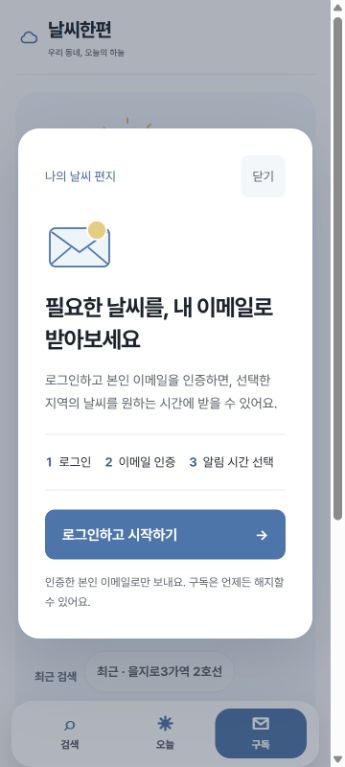 날씨한편
우리 동네, 오늘의 하늘
나의 날씨 편지
닫기
필요한 날씨를, 내 이메일로
받아보세요
로그인하고 본인 이메일을 인증하면, 선택한
지역의 날씨를 원하는 시간에 받을 수 있어요.
1 로그인 2 이메일 인증 3 알림 시간 선택
로그인하고 시작하기 →
인증한 본인 이메일로만 보내요. 구독은 언제든 해지할
수 있어요.
최근 검색 최근 · 을지로3가역 2호선
검색 오늘 구독